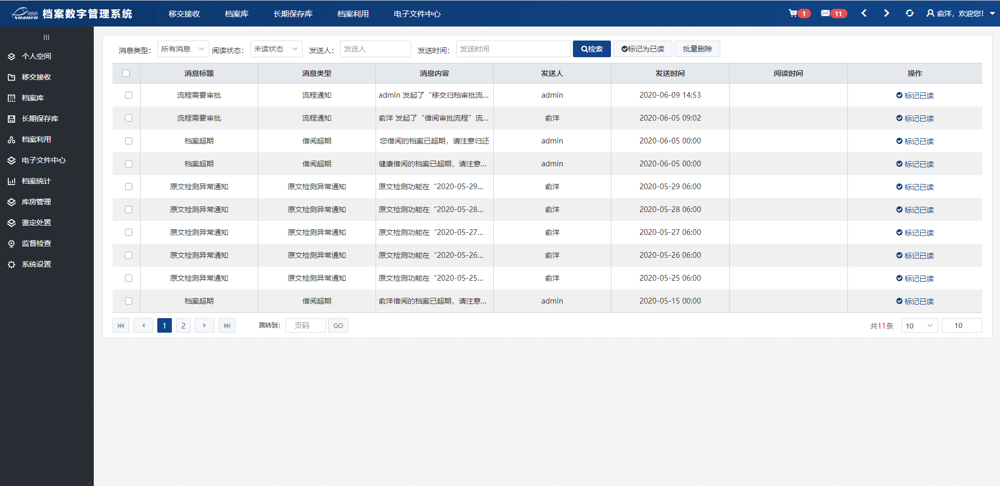 xuanen 档案数字管理系统 移交接收 档案库 长期保存库 档案利用 电子文件中心 1 11 俞洋，欢迎您！
个人空间
移交接收
档案库
长期保存库
档案利用
电子文件中心
档案统计
库房管理
鉴定处置
监督检查
系统设置
消息类型： 所有消息 阅读状态： 未读状态 发送人： 发送人 发送时间： 发送时间 检索 标记为已读 批量删除
消息标题 消息类型 消息内容 发送人 发送时间 阅读时间 操作
流程需要审批 流程通知 admin 发起了“移交归档审批流... admin 2020-06-09 14:53 标记已读
流程需要审批 流程通知 俞洋 发起了“借阅审批流程”流... 俞洋 2020-06-05 09:02 标记已读
档案超期 借阅超期 您借阅的档案已超期，请注意归还 admin 2020-06-05 00:00 标记已读
档案超期 借阅超期 健康借阅的档案已超期，请注意... admin 2020-06-05 00:00 标记已读
原文检测异常通知 原文检测异常通知 原文检测功能在“2020-05-29... 俞洋 2020-05-29 06:00 标记已读
原文检测异常通知 原文检测异常通知 原文检测功能在“2020-05-28... 俞洋 2020-05-28 06:00 标记已读
原文检测异常通知 原文检测异常通知 原文检测功能在“2020-05-27... 俞洋 2020-05-27 06:00 标记已读
原文检测异常通知 原文检测异常通知 原文检测功能在“2020-05-26... 俞洋 2020-05-26 06:00 标记已读
原文检测异常通知 原文检测异常通知 原文检测功能在“2020-05-25... 俞洋 2020-05-25 06:00 标记已读
档案超期 借阅超期 俞洋借阅的档案已超期，请注意... admin 2020-05-15 00:00 标记已读
1 2 跳转到： 页码 GO 共11条 10 10